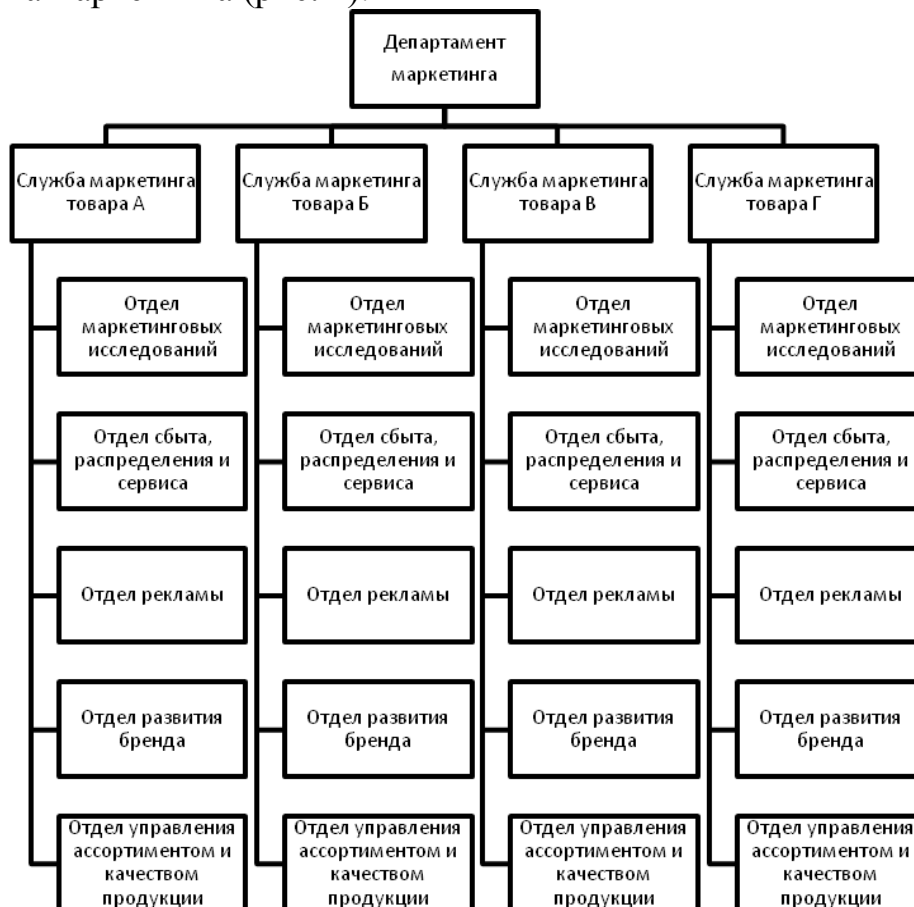 Департамент
маркетинга
Служба маркетинга
товара А
Служба маркетинга
товара Б
Служба маркетинга
товара В
Служба маркетинга
товара Г
Отдел
маркетинговых
исследований
Отдел
маркетинговых
исследований
Отдел
маркетинговых
исследований
Отдел
маркетинговых
исследований
Отдел сбыта,
распределения и
сервиса
Отдел сбыта,
распределения и
сервиса
Отдел сбыта,
распределения и
сервиса
Отдел сбыта,
распределения и
сервиса
Отдел рекламы
Отдел рекламы
Отдел рекламы
Отдел рекламы
Отдел развития
бренда
Отдел развития
бренда
Отдел развития
бренда
Отдел развития
бренда
Отдел управления
ассортиментом и
качеством
продукции
Отдел управления
ассортиментом и
качеством
продукции
Отдел управления
ассортиментом и
качеством
продукции
Отдел управления
ассортиментом и
качеством
продукции